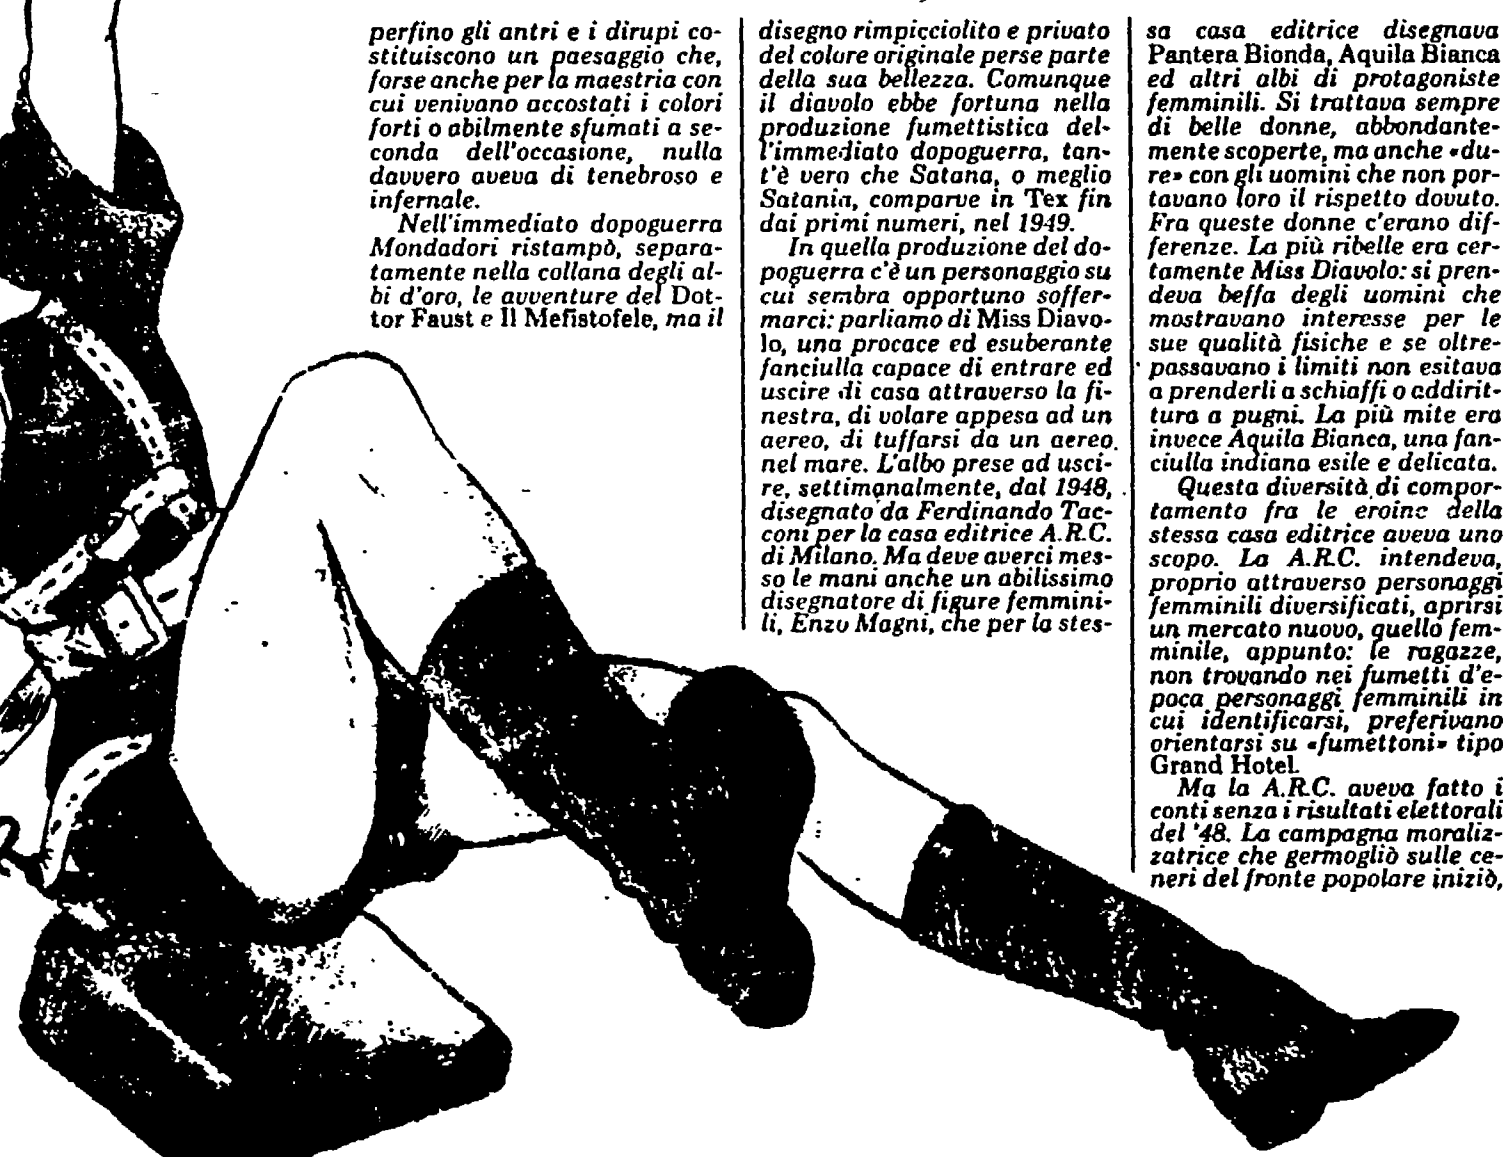 perfino gli antri e i dirupi co-
stituiscono un paesaggio che,
forse anche per la maestria con
cui venivano accostati i colori
forti o abilmente sfumati a se-
conda dell'occasione, nulla
davvero aveva di tenebroso e
infernale.
Nell'immediato dopoguerra
Mondadori ristampò, separa-
tamente nella collana degli al-
bi d'oro, le avventure del Dot-
tor Faust e Il Mefistofele, ma il
disegno rimpicciolito e privato
del colore originale perse parte
della sua bellezza. Comunque
il diavolo ebbe fortuna nella
produzione fumettistica del-
l'immediato dopoguerra, tan-
t'è vero che Satana, o meglio
Satania, comparve in Tex fin
dai primi numeri, nel 1949.
In quella produzione del do-
poguerra c'è un personaggio su
cui sembra opportuno soffer-
marci: parliamo di Miss Diavo-
lo, una procace ed esuberante
fanciulla capace di entrare ed
uscire di casa attraverso la fi-
nestra, di volare appesa ad un
aereo, di tuffarsi da un aereo
nel mare. L'albo prese ad usci-
re, settimanalmente, dal 1948,
disegnato da Ferdinando Tac-
coni per la casa editrice A.R.C.
di Milano. Ma deve averci mes-
so le mani anche un abilissimo
disegnatore di figure femmini-
li, Enzo Magni, che per la stes-
sa casa editrice disegnava
Pantera Bionda, Aquila Bianca
ed altri albi di protagoniste
femminili. Si trattava sempre
di belle donne, abbondante-
mente scoperte, ma anche «du-
re» con gli uomini che non por-
tavano loro il rispetto dovuto.
Fra queste donne c'erano dif-
ferenze. La più ribelle era cer-
tamente Miss Diavolo: si pren-
deva beffa degli uomini che
mostravano interesse per le
sue qualità fisiche e se oltre-
passavano i limiti non esitava
a prenderli a schiaffi o addirit-
tura a pugni. La più mite era
invece Aquila Bianca, una fan-
ciulla indiana esile e delicata.
Questa diversità di compor-
tamento fra le eroine della
stessa casa editrice aveva uno
scopo. La A.R.C. intendeva,
proprio attraverso personaggi
femminili diversificati, aprirsi
un mercato nuovo, quello fem-
minile, appunto: le ragazze,
non trovando nei fumetti d'e-
poca personaggi femminili in
cui identificarsi, preferivano
orientarsi su «fumettoni» tipo
Grand Hotel.
Ma la A.R.C. aveva fatto i
conti senza i risultati elettorali
del '48. La campagna moraliz-
zatrice che germogliò sulle ce-
neri del fronte popolare iniziò,